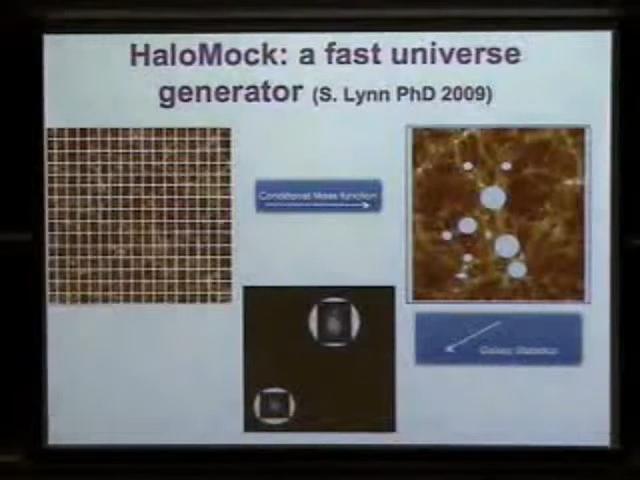 HaloMock: a fast universe
generator (S. Lynn PhD 2009)
Conditional Mass function
Galaxy Statistics